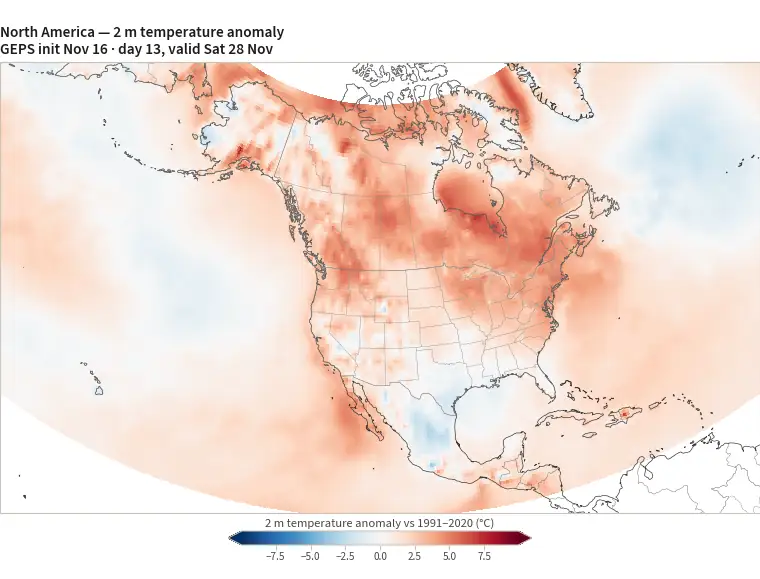 North America — 2 m temperature anomaly
GEPS init Nov 16 · day 13, valid Sat 28 Nov
2 m temperature anomaly vs 1991–2020 (°C)
−7.5 −5.0 −2.5 0.0 2.5 5.0 7.5